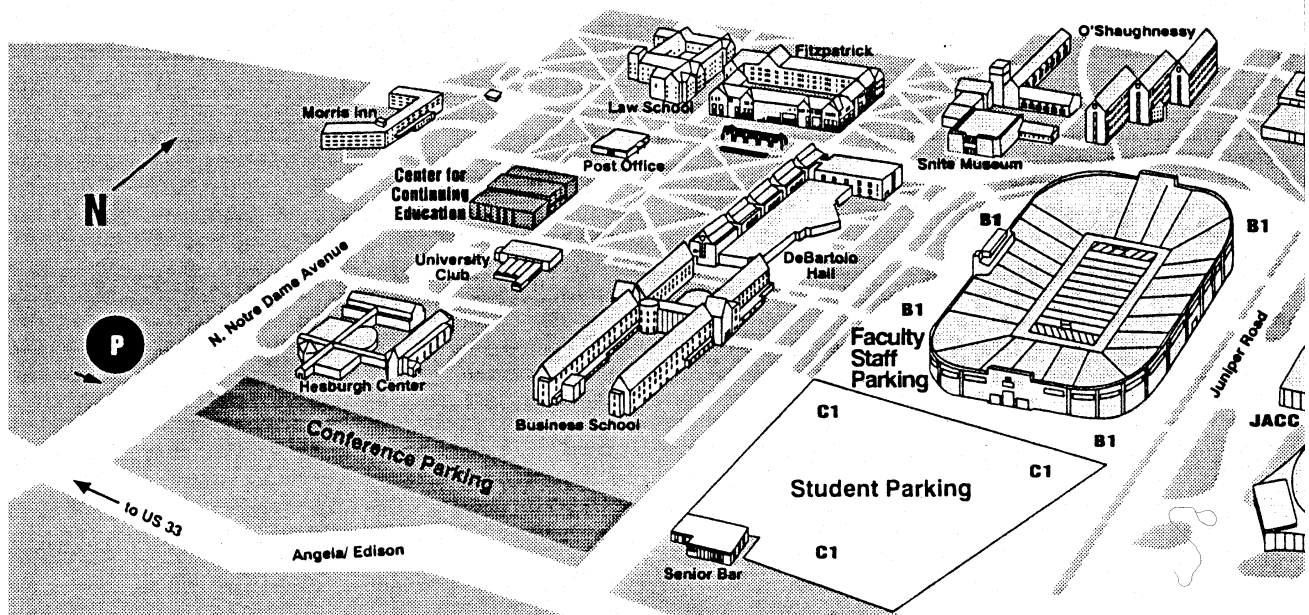 O'Shaughnessy
Fitzpatrick
Law School
Morris Inn
Post Office
Snite Museum
Center for
Continuing
Education
N
B1
B1
University
Club
DeBartolo
Hall
N. Notre Dame Avenue
B1
Faculty
Staff
Parking
Juniper Road
P
Hesburgh Center
C1
Business School
B1
JACC
Conference Parking
C1
Student Parking
to US 33
Angela/ Edison
C1
Senior Bar